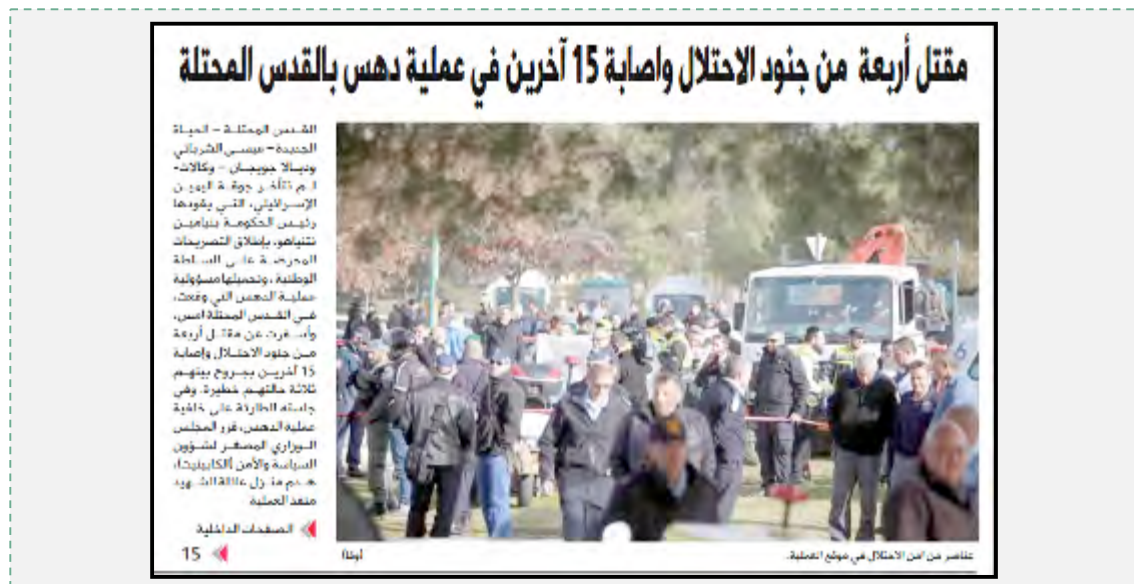 مقتل أربعة من جنود الاحتلال واصابة 15 آخرين في عملية دهس بالقدس المحتلة
القدس المحتلة - الحياة
الجديدة - عيسى الشرباتي
وديالا جويحان - وكالات-
لم تتأخر جوقة اليمين
الإسرائيلي، التي يقودها
رئيس الحكومة بنيامين
نتنياهو، بإطلاق التصريحات
المحرضة على السلطة
الوطنية، وتحميلها مسؤولية
عملية الدهس التي وقعت،
في القدس المحتلة امس،
وأسفرت عن مقتل أربعة
من جنود الاحتلال وإصابة
15 آخرين بجروح بينهم
ثلاثة حالتهم خطيرة. وفي
جلسته الطارئة على خلفية
عملية الدهس، قرر المجلس
الوزاري المصغر لشؤون
السياسة والأمن (الكابينيت)،
هدم منزل عائلة الشهيد
منفذ العملية
الصفحات الداخلية
15
عناصر من امن الاحتلال في موقع العملية.
(وفا)